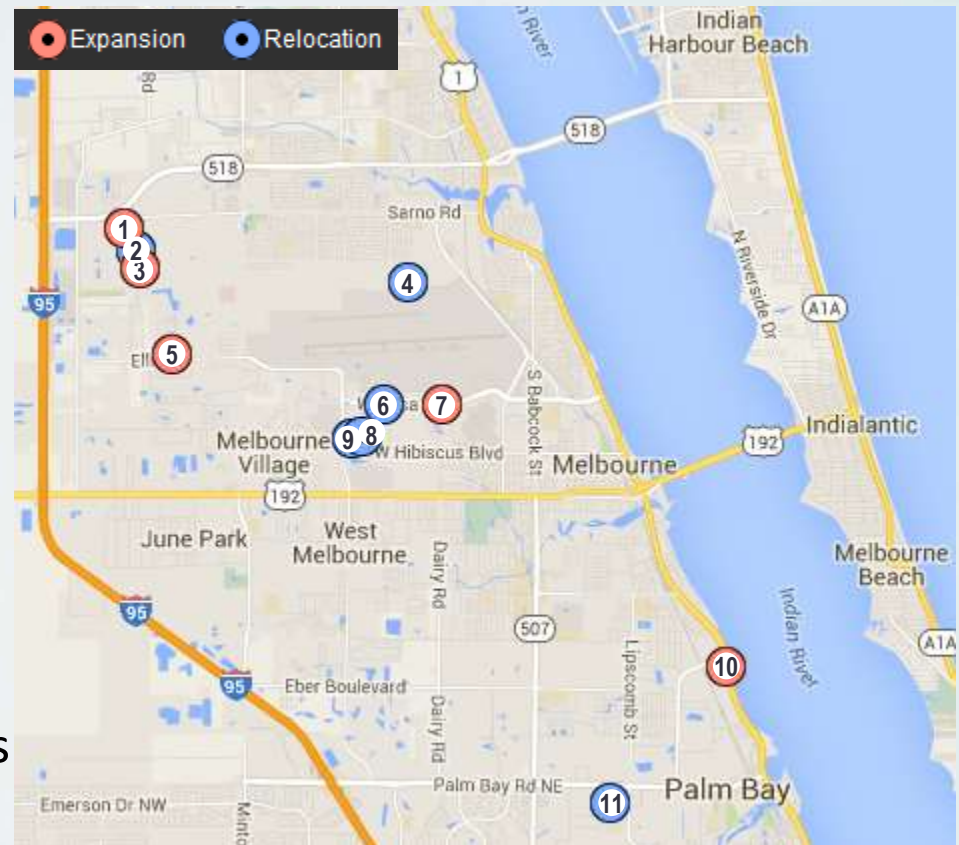 Expansion Relocation
Rd
n River
Indian
Harbour Beach
1
518
518
Sarno Rd
1
2
3
4
N Riverside Dr
95
A1A
5
Ell
6
7
S Babcock St
9
8
W Hibiscus Blvd
Melbourne
Village
Indialantic
192
Melbourne
192
June Park
West
Melbourne
Dairy Rd
Melbourne
Beach
95
507
Indian River
Lipscomb St
A1A
10
95
Eber Boulevard
Dairy Rd
s
Palm Bay Rd NE
Palm Bay
Emerson Dr NW
Minto
11